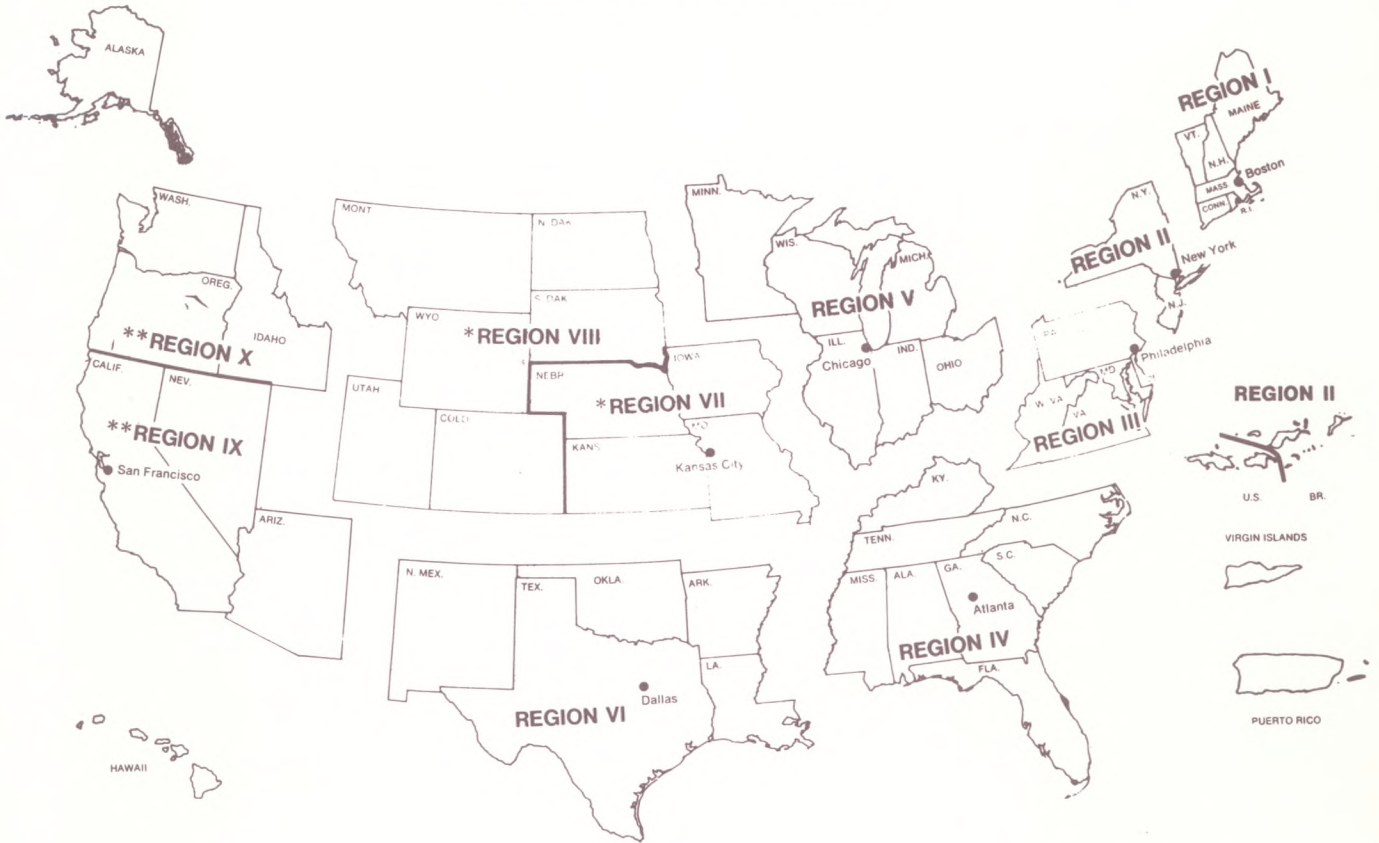 ALASKA
REGION I
MAINE
VT.
N.H.
Boston
MASS.
CONN.
R.I.
N.Y.
REGION II
New York
N.J.
WASH.
OREG.
IDAHO
**REGION X
MONT
N. DAK
S. DAK
WYO
*REGION VIII
UTAH
COLO
MINN.
WIS.
MICH.
REGION V
ILL.
Chicago
IND.
OHIO
IOWA
NEBR
*REGION VII
KANS
MO
Kansas City
PA
Philadelphia
MD
W. VA
VA
REGION III
CALIF.
NEV.
**REGION IX
San Francisco
ARIZ.
REGION II
U.S.
BR.
VIRGIN ISLANDS
PUERTO RICO
KY.
TENN.
N.C.
S.C.
MISS.
ALA.
GA.
Atlanta
REGION IV
FLA.
N. MEX.
TEX.
OKLA.
ARK.
LA.
Dallas
REGION VI
HAWAII